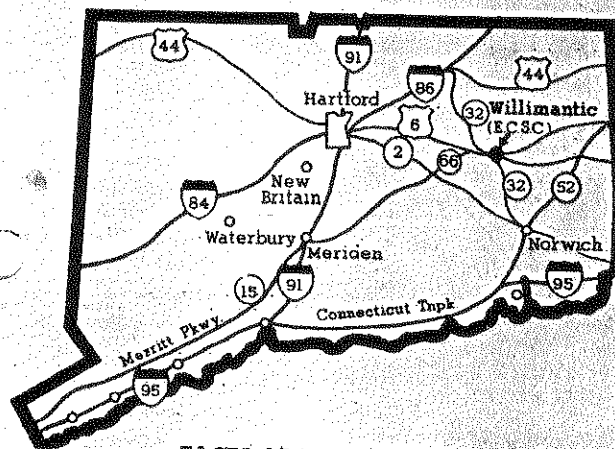 91
44
86
44
Hartford
32
Willimantic
(ECSC)
6
2
66
New
Britain
32
52
84
Waterbury
Meriden
Norwich
15
91
95
Connecticut Tnpk
Merritt Pkwy
95